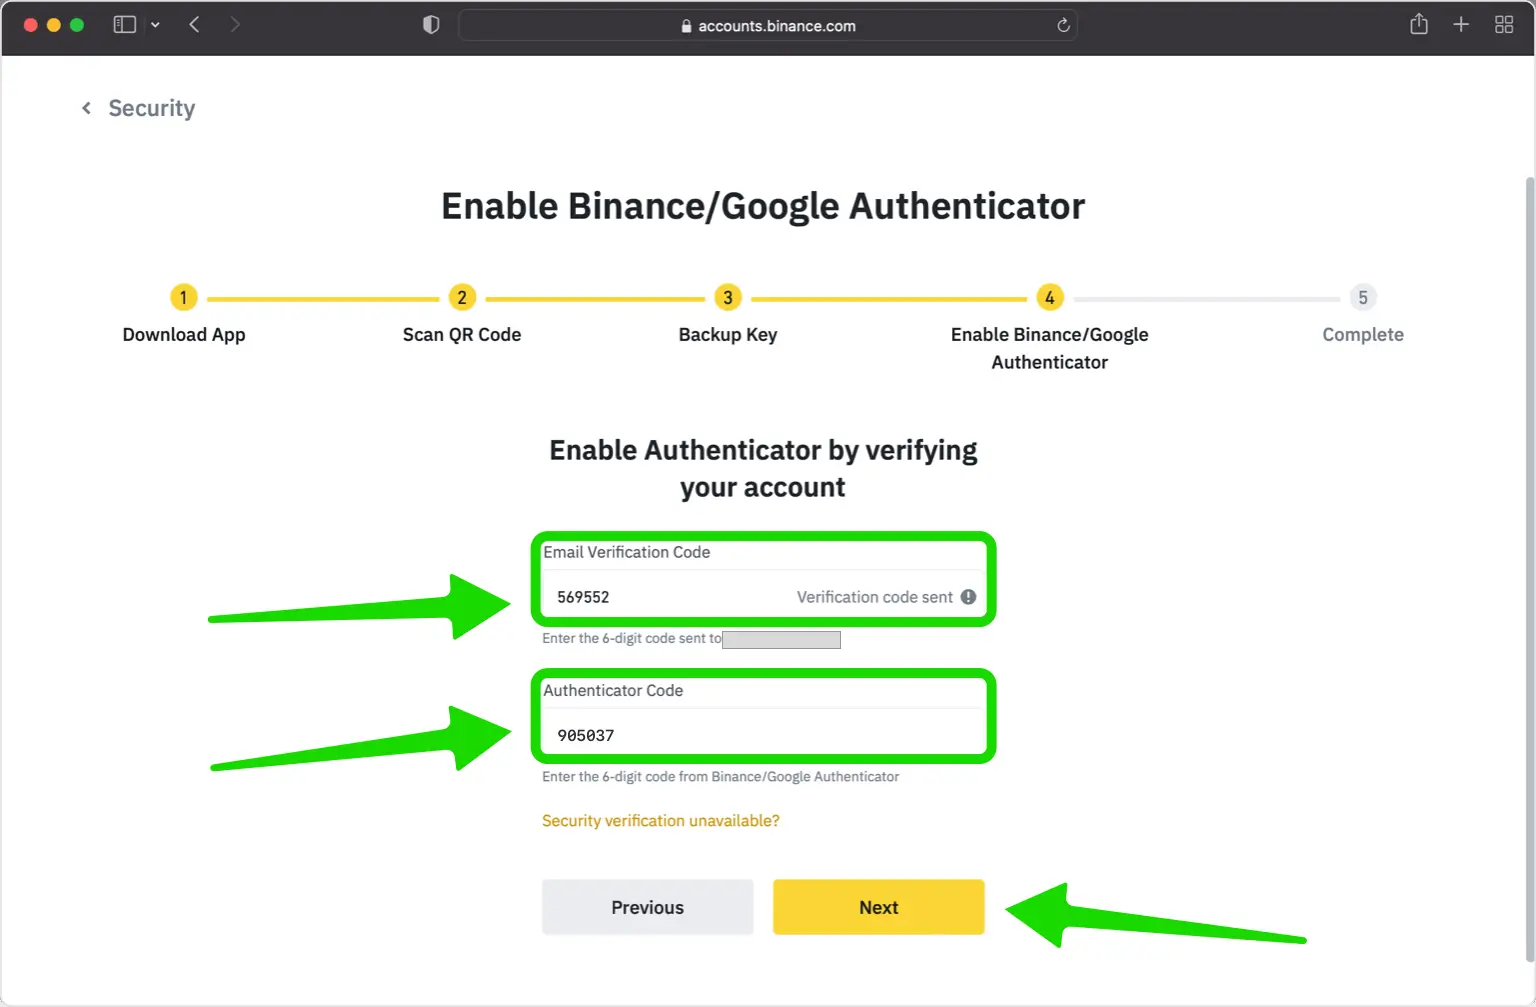 accounts.binance.com
Security
Enable Binance/Google Authenticator
1
2
3
4
5
Download App
Scan QR Code
Backup Key
Enable Binance/Google
Authenticator
Complete
Enable Authenticator by verifying
your account
Email Verification Code
569552
Verification code sent
Enter the 6-digit code sent to
Authenticator Code
905037
Enter the 6-digit code from Binance/Google Authenticator
Security verification unavailable?
Previous
Next